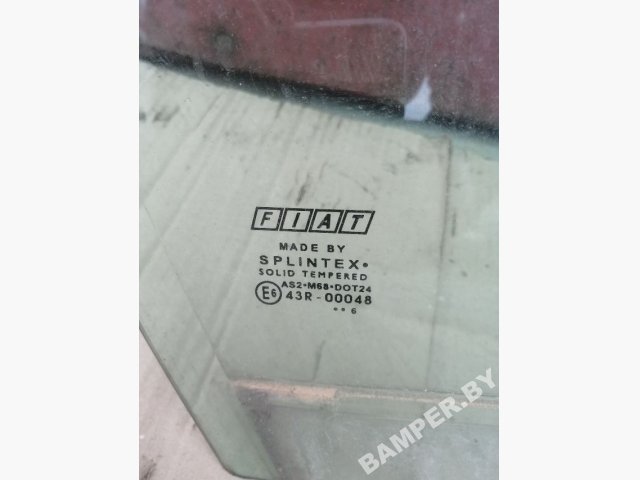 FIAT
MADE BY
SPLINTEX•
SOLID TEMPERED
AS2•M68•DOT24
E6 43R-00048
•• 6
BAMPER.BY